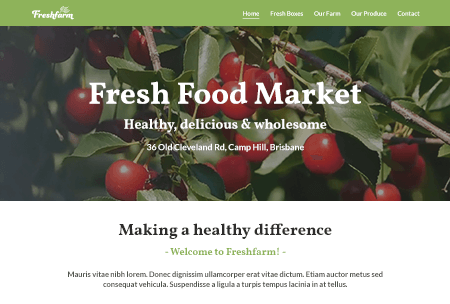 Freshfarm
Home Fresh Boxes Our Farm Our Produce Contact
Fresh Food Market
Healthy, delicious & wholesome
36 Old Cleveland Rd, Camp Hill, Brisbane
Making a healthy difference
- Welcome to Freshfarm! -
Mauris vitae nibh lorem. Donec dignissim ullamcorper erat vitae dictum. Etiam auctor metus sed
consequat vehicula. Suspendisse a ligula a turpis tempus lacinia in at tellus.